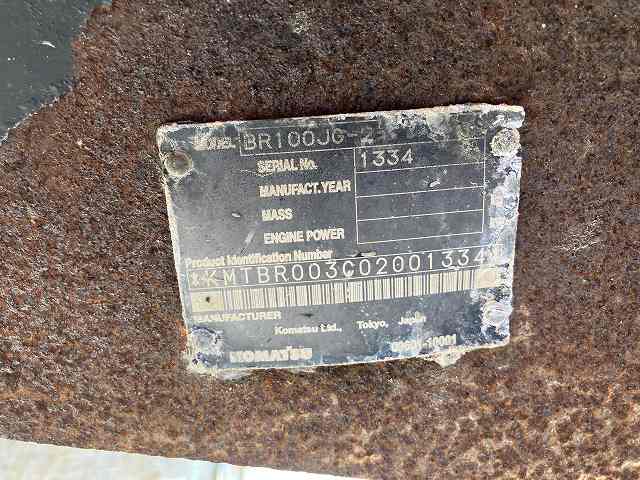 MODEL BR100JG-2
SERIAL No. 1334
MANUFACT.YEAR
MASS
ENGINE POWER
Product Identification Number
*KMTBR003C02001334*
MANUFACTURER
Komatsu Ltd., Tokyo, Japan
KOMATSU